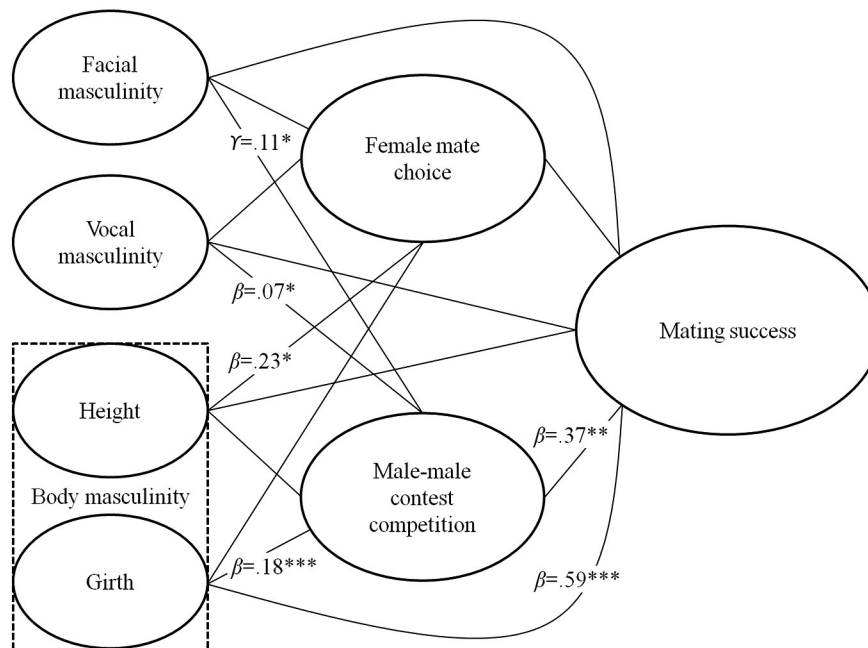 Facial
masculinity
ϒ=.11*
Female mate
choice
Vocal
masculinity
β=.07*
Mating success
β=.23*
Height
β=.37**
Body masculinity
Male-male
contest
competition
Girth
β=.18***
β=.59***